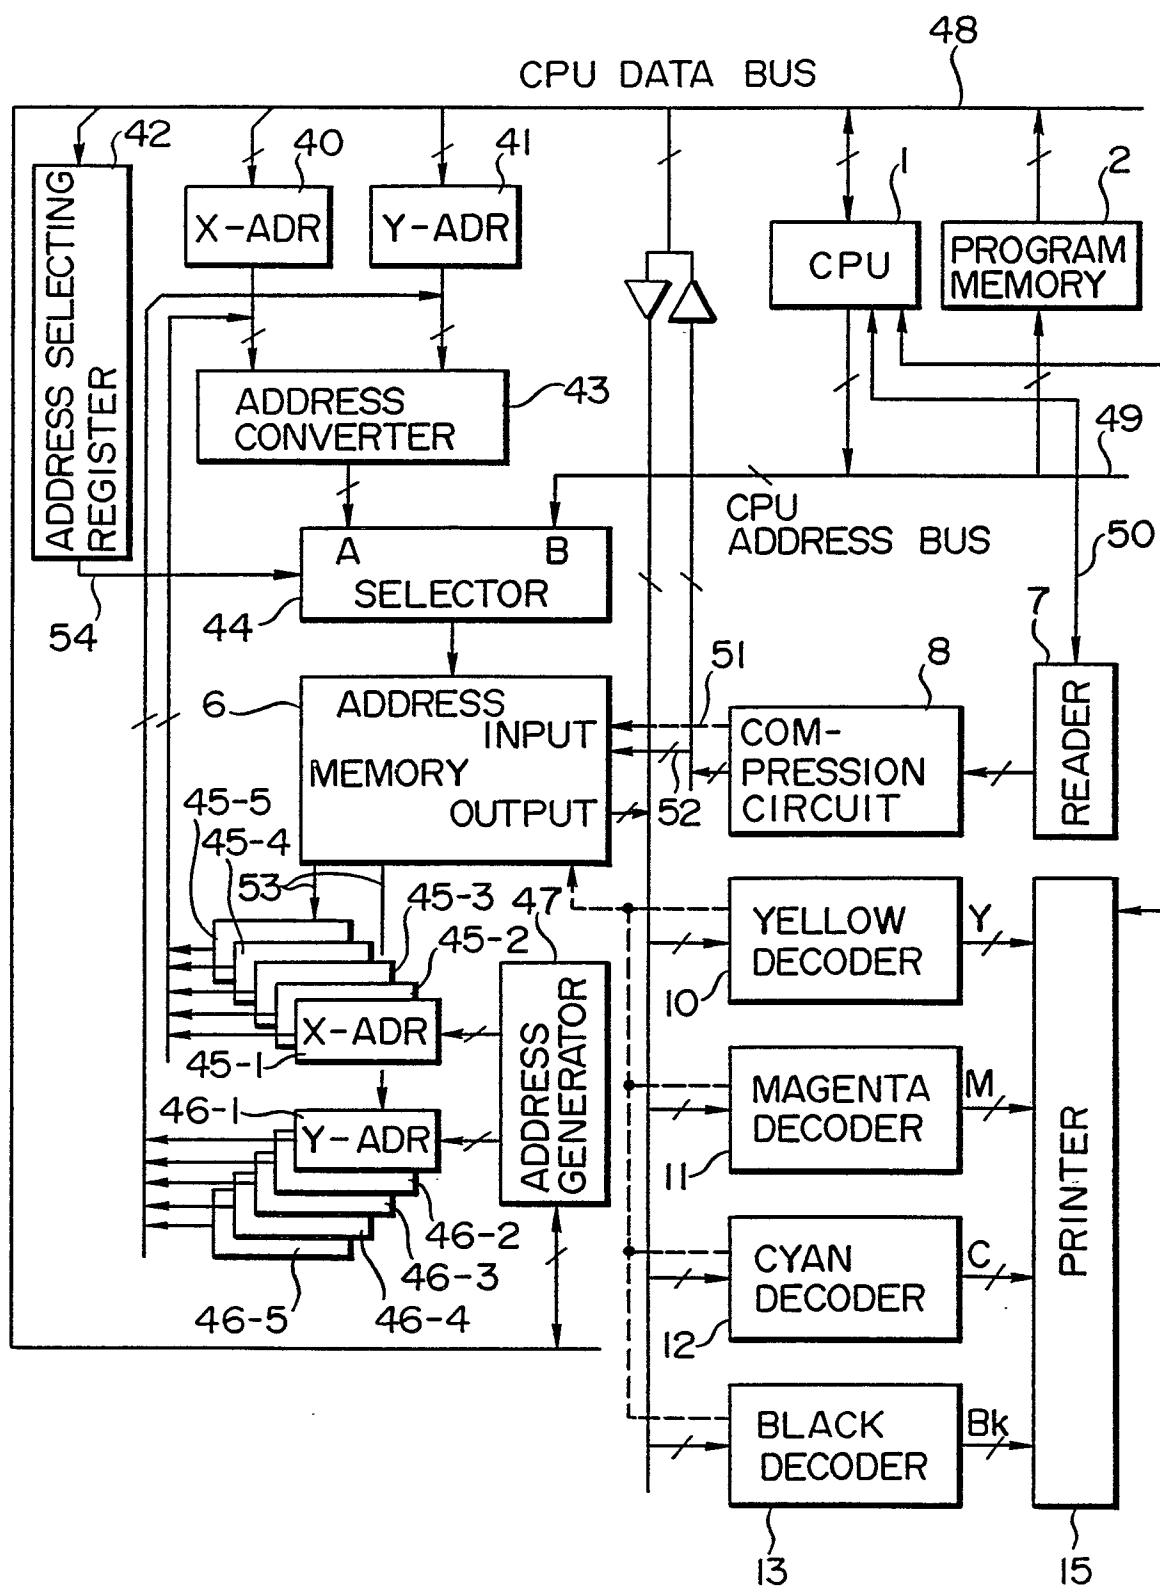 48
CPU DATA BUS
42
40
41
1
2
ADDRESS SELECTING
REGISTER
X-ADR
Y-ADR
CPU
PROGRAM
MEMORY
ADDRESS
CONVERTER
43
49
CPU
ADDRESS BUS
A
B
SELECTOR
50
54
44
7
51
8
6
ADDRESS
INPUT
MEMORY
OUTPUT
COM-
PRESSION
CIRCUIT
READER
52
45-5
45-4
53
45-3
47
45-2
YELLOW
DECODER
Y
10
X-ADR
45-1
ADDRESS
GENERATOR
46-1
Y-ADR
MAGENTA
DECODER
M
11
PRINTER
46-2
46-3
46-4
46-5
CYAN
DECODER
C
12
BLACK
DECODER
Bk
13
15